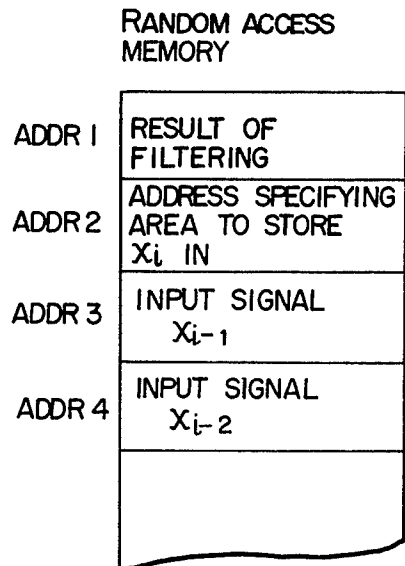 RANDOM ACCESS
MEMORY
ADDR 1
RESULT OF
FILTERING
ADDR 2
ADDRESS SPECIFYING
AREA TO STORE
Xi IN
ADDR 3
INPUT SIGNAL
Xi-1
ADDR 4
INPUT SIGNAL
Xi-2